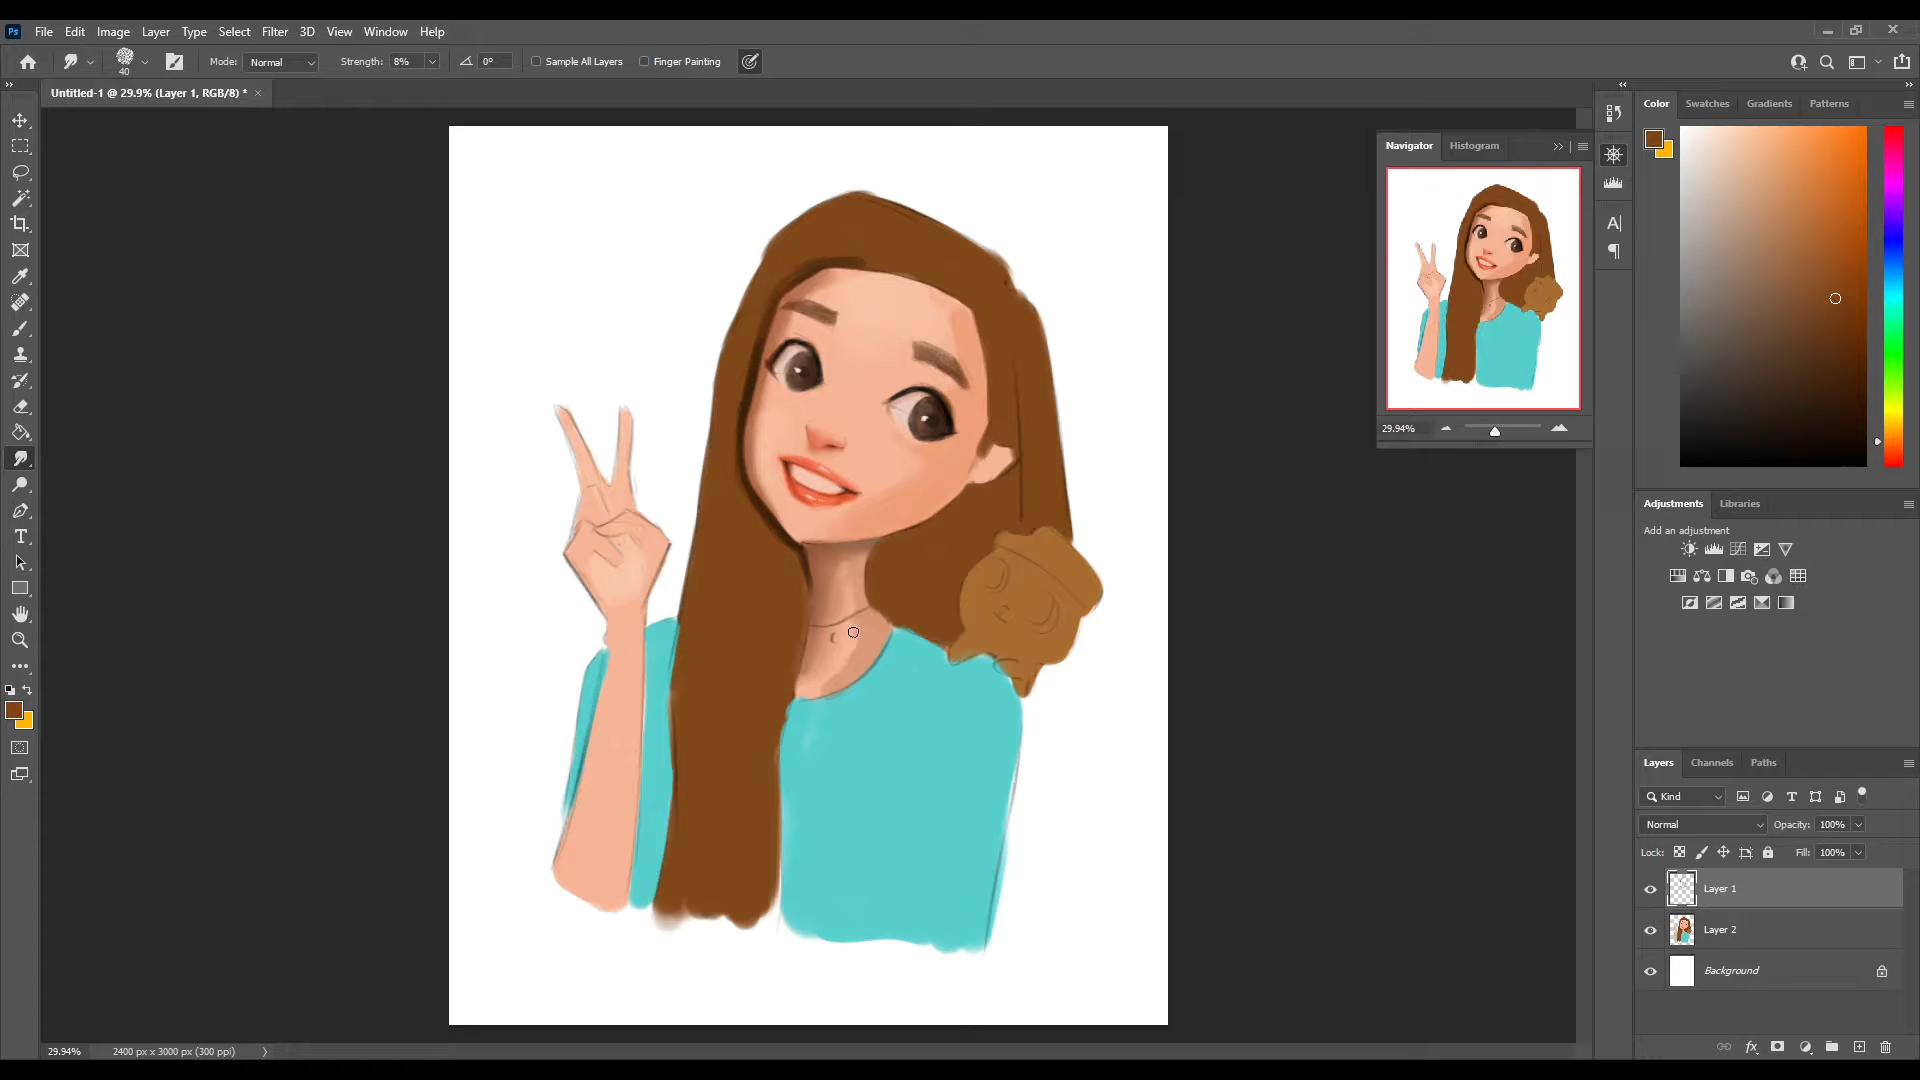 Ps File Edit Image Layer Type Select Filter 3D View Window Help
40 Mode: Normal Strength: 8% 0° Sample All Layers Finger Painting
Untitled-1 @ 29.9% (Layer 1, RGB/8) * ×
Color Swatches Gradients Patterns
Navigator Histogram
29.94%
Adjustments Libraries
Add an adjustment
Layers Channels Paths
Kind
Normal Opacity: 100%
Lock: Fill: 100%
Layer 1
Layer 2
Background
29.94% 2400 px x 3000 px (300 ppi)